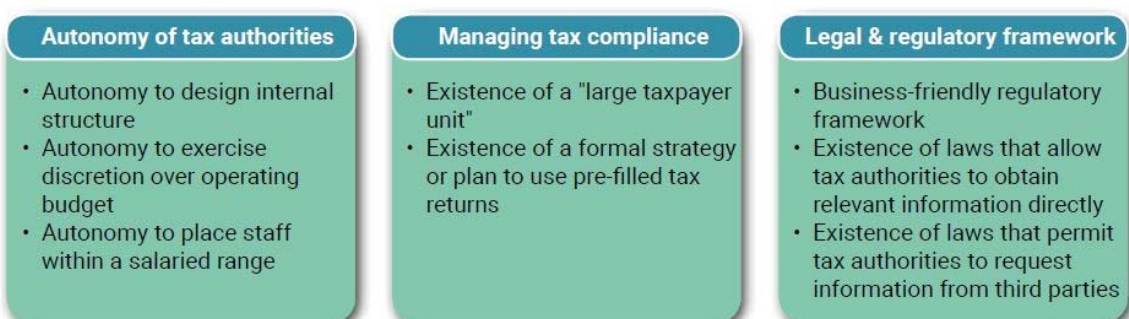 Autonomy of tax authorities
• Autonomy to design internal
structure
• Autonomy to exercise
discretion over operating
budget
• Autonomy to place staff
within a salaried range
Managing tax compliance
• Existence of a "large taxpayer
unit"
• Existence of a formal strategy
or plan to use pre-filled tax
returns
Legal & regulatory framework
• Business-friendly regulatory
framework
• Existence of laws that allow
tax authorities to obtain
relevant information directly
• Existence of laws that permit
tax authorities to request
information from third parties